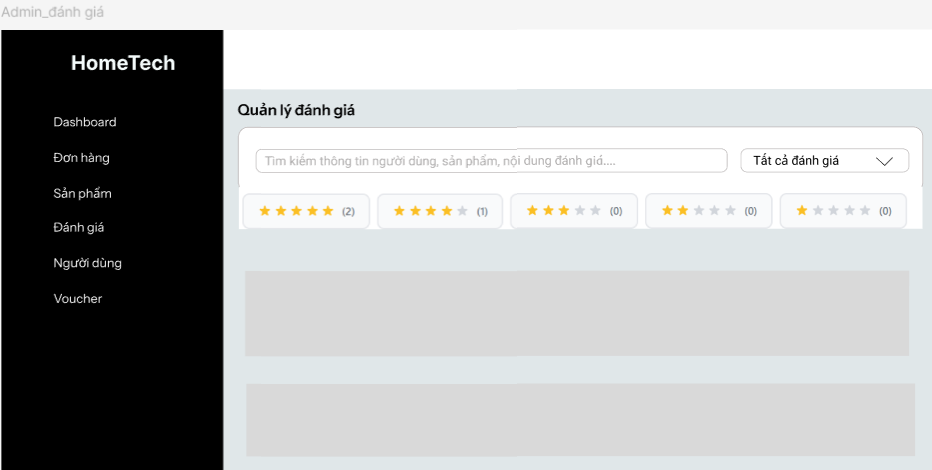 Admin_đánh giá
HomeTech
Dashboard
Đơn hàng
Sản phẩm
Đánh giá
Người dùng
Voucher
Quản lý đánh giá
Tìm kiếm thông tin người dùng, sản phẩm, nội dung đánh giá....
Tất cả đánh giá
(2)
(1)
(0)
(0)
(0)